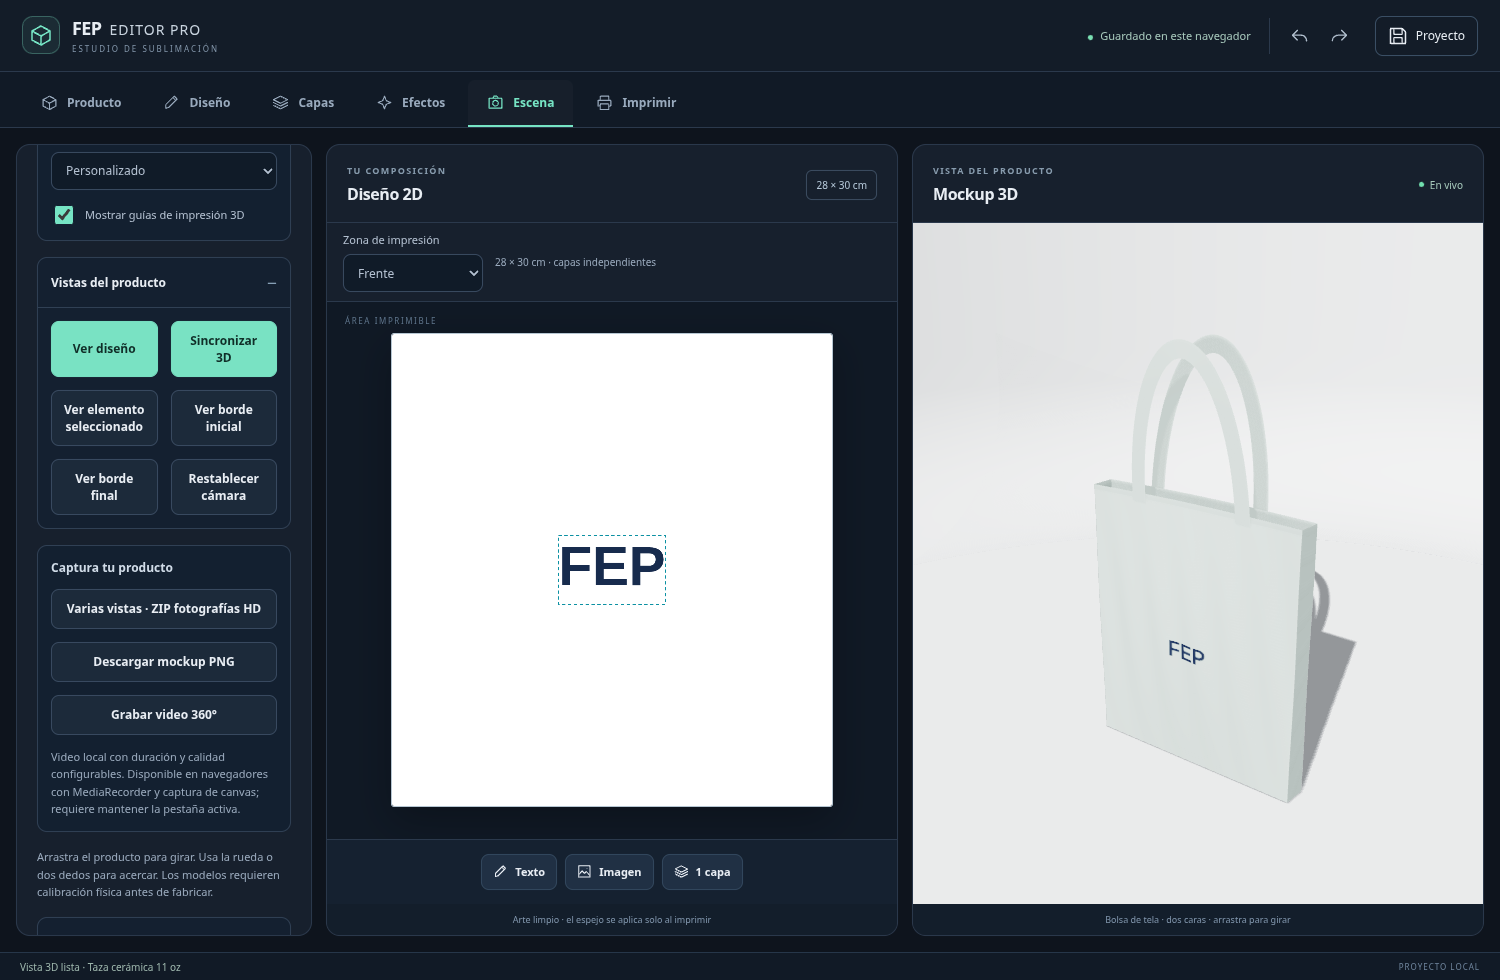 FEP EDITOR PRO
ESTUDIO DE SUBLIMACIÓN
Guardado en este navegador
Proyecto
Producto
Diseño
Capas
Efectos
Escena
Imprimir
Personalizado
Mostrar guías de impresión 3D
Vistas del producto
Ver diseño
Sincronizar
3D
Ver elemento
seleccionado
Ver borde
inicial
Ver borde
final
Restablecer
cámara
Captura tu producto
Varias vistas · ZIP fotografías HD
Descargar mockup PNG
Grabar video 360°
Video local con duración y calidad
configurables. Disponible en navegadores
con MediaRecorder y captura de canvas;
requiere mantener la pestaña activa.
Arrastra el producto para girar. Usa la rueda o
dos dedos para acercar. Los modelos requieren
calibración física antes de fabricar.
TU COMPOSICIÓN
Diseño 2D
28 × 30 cm
Zona de impresión
Frente
28 × 30 cm · capas independientes
ÁREA IMPRIMIBLE
FEP
Texto
Imagen
1 capa
Arte limpio · el espejo se aplica solo al imprimir
VISTA DEL PRODUCTO
Mockup 3D
En vivo
FEP
Bolsa de tela · dos caras · arrastra para girar
Vista 3D lista · Taza cerámica 11 oz
PROYECTO LOCAL